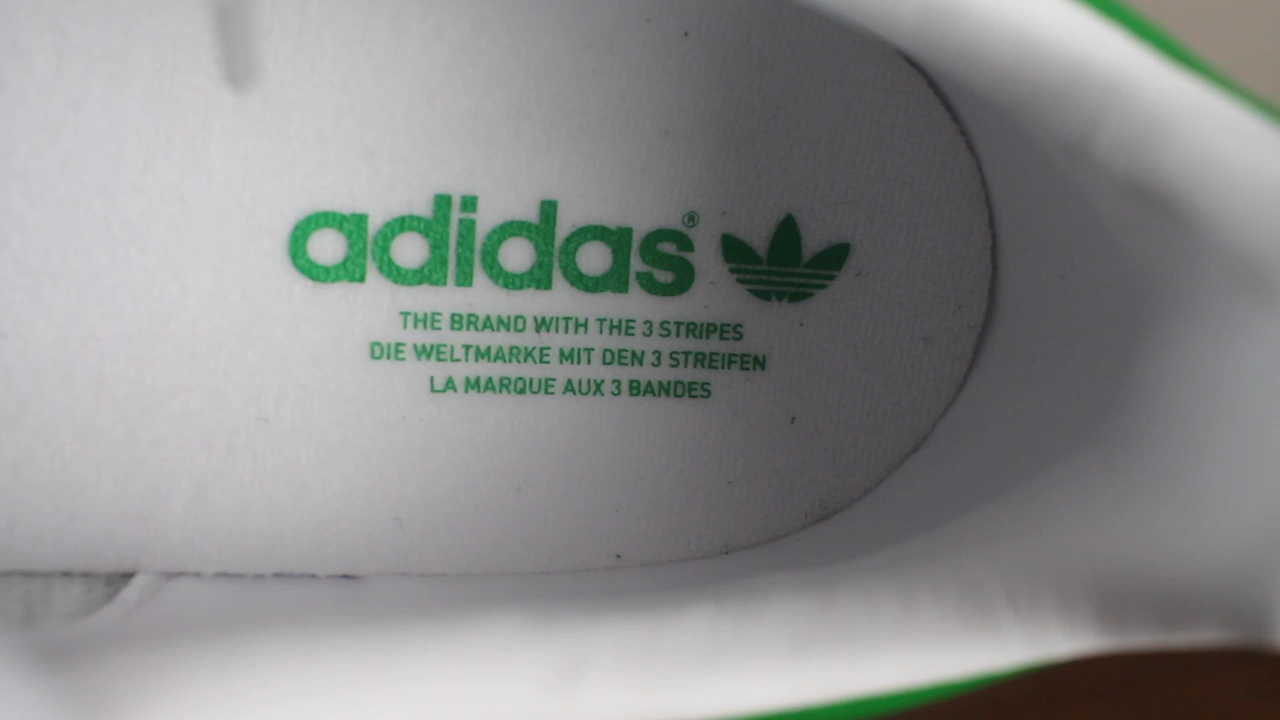 adidas®
THE BRAND WITH THE 3 STRIPES
DIE WELTMARKE MIT DEN 3 STREIFEN
LA MARQUE AUX 3 BANDES